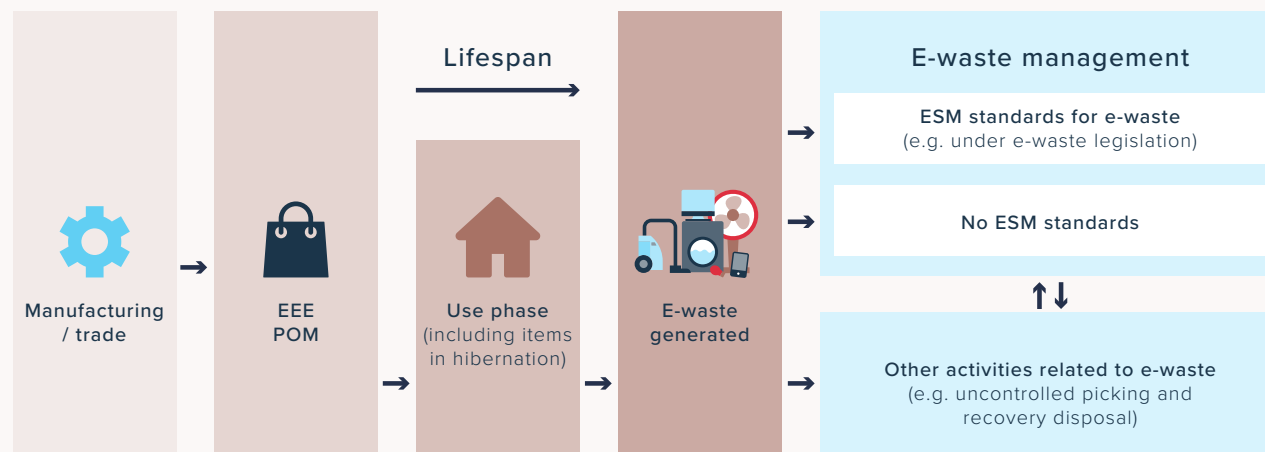 Manufacturing
/ trade
EEE
POM
Lifespan
Use phase
(including items
in hibernation)
E-waste
generated
E-waste management
ESM standards for e-waste
(e.g. under e-waste legislation)
No ESM standards
Other activities related to e-waste
(e.g. uncontrolled picking and
recovery disposal)